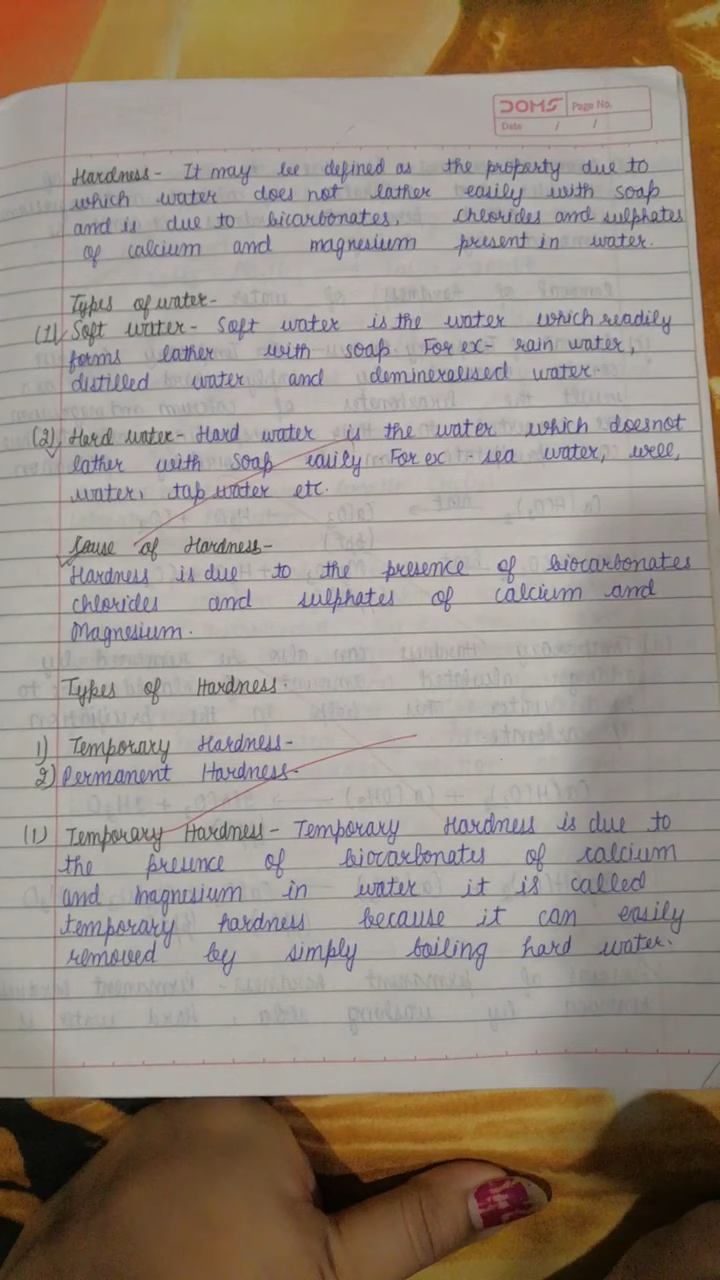 DOMS Page No.
Date / /
Hardness - It may be defined as the property due to
which water does not lather easily with soap
and is due to bicarbonates, chlorides and sulphates
of calcium and magnesium present in water.
Types of water-
(1) Soft water - Soft water is the water which readily
forms lather with soap. For ex - rain water,
distilled water and demineralised water.
(2) Hard water - Hard water is the water which doesnot
lather with soap easily For ex - sea water, well,
water, tap water etc.
Cause of Hardness-
Hardness is due to the presence of biocarbonates
chlorides and sulphates of calcium and
Magnesium.
Types of Hardness.
1) Temporary Hardness-
2) Permanent Hardness-
(1) Temporary Hardness - Temporary Hardness is due to
the presence of biocarbonates of calcium
and magnesium in water it is called
temporary hardness because it can easily
removed by simply boiling hard water.